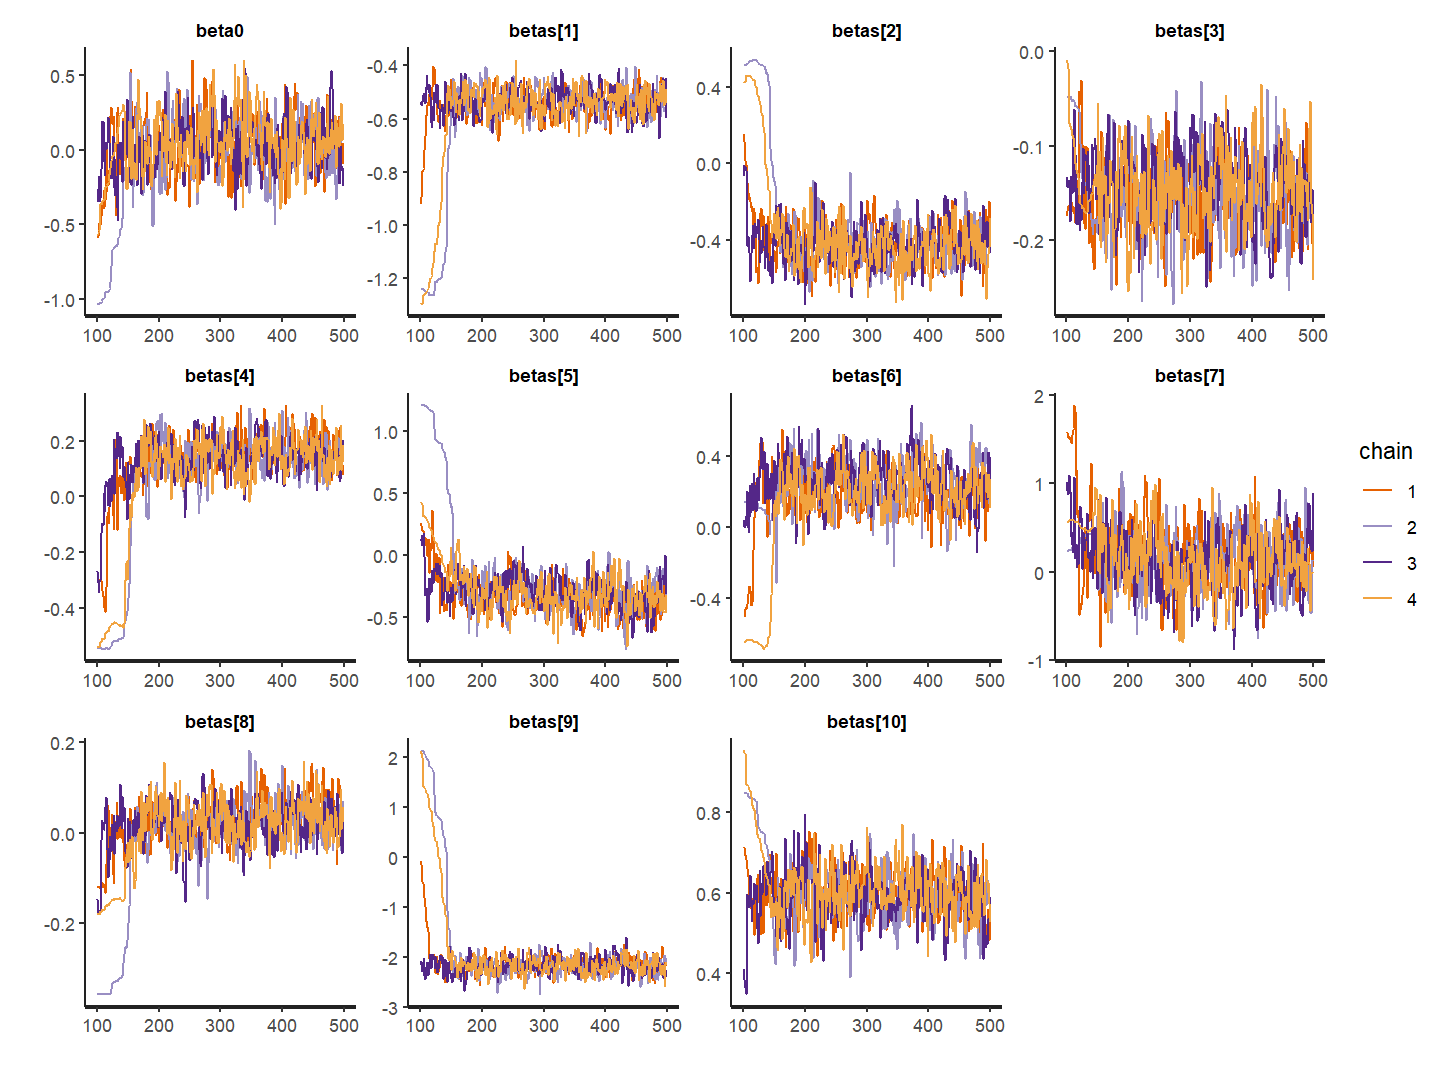 beta0 betas[1] betas[2] betas[3]
0.5 0.0 -0.5 -1.0
100 200 300 400 500
-0.4 -0.6 -0.8 -1.0 -1.2
100 200 300 400 500
0.4 0.0 -0.4
100 200 300 400 500
0.0 -0.1 -0.2
100 200 300 400 500
betas[4] betas[5] betas[6] betas[7]
0.2 0.0 -0.2 -0.4
100 200 300 400 500
1.0 0.5 0.0 -0.5
100 200 300 400 500
0.4 0.0 -0.4
100 200 300 400 500
2 1 0 -1
100 200 300 400 500
chain
1
2
3
4
betas[8] betas[9] betas[10]
0.2 0.0 -0.2
100 200 300 400 500
2 1 0 -1 -2 -3
100 200 300 400 500
0.8 0.6 0.4
100 200 300 400 500